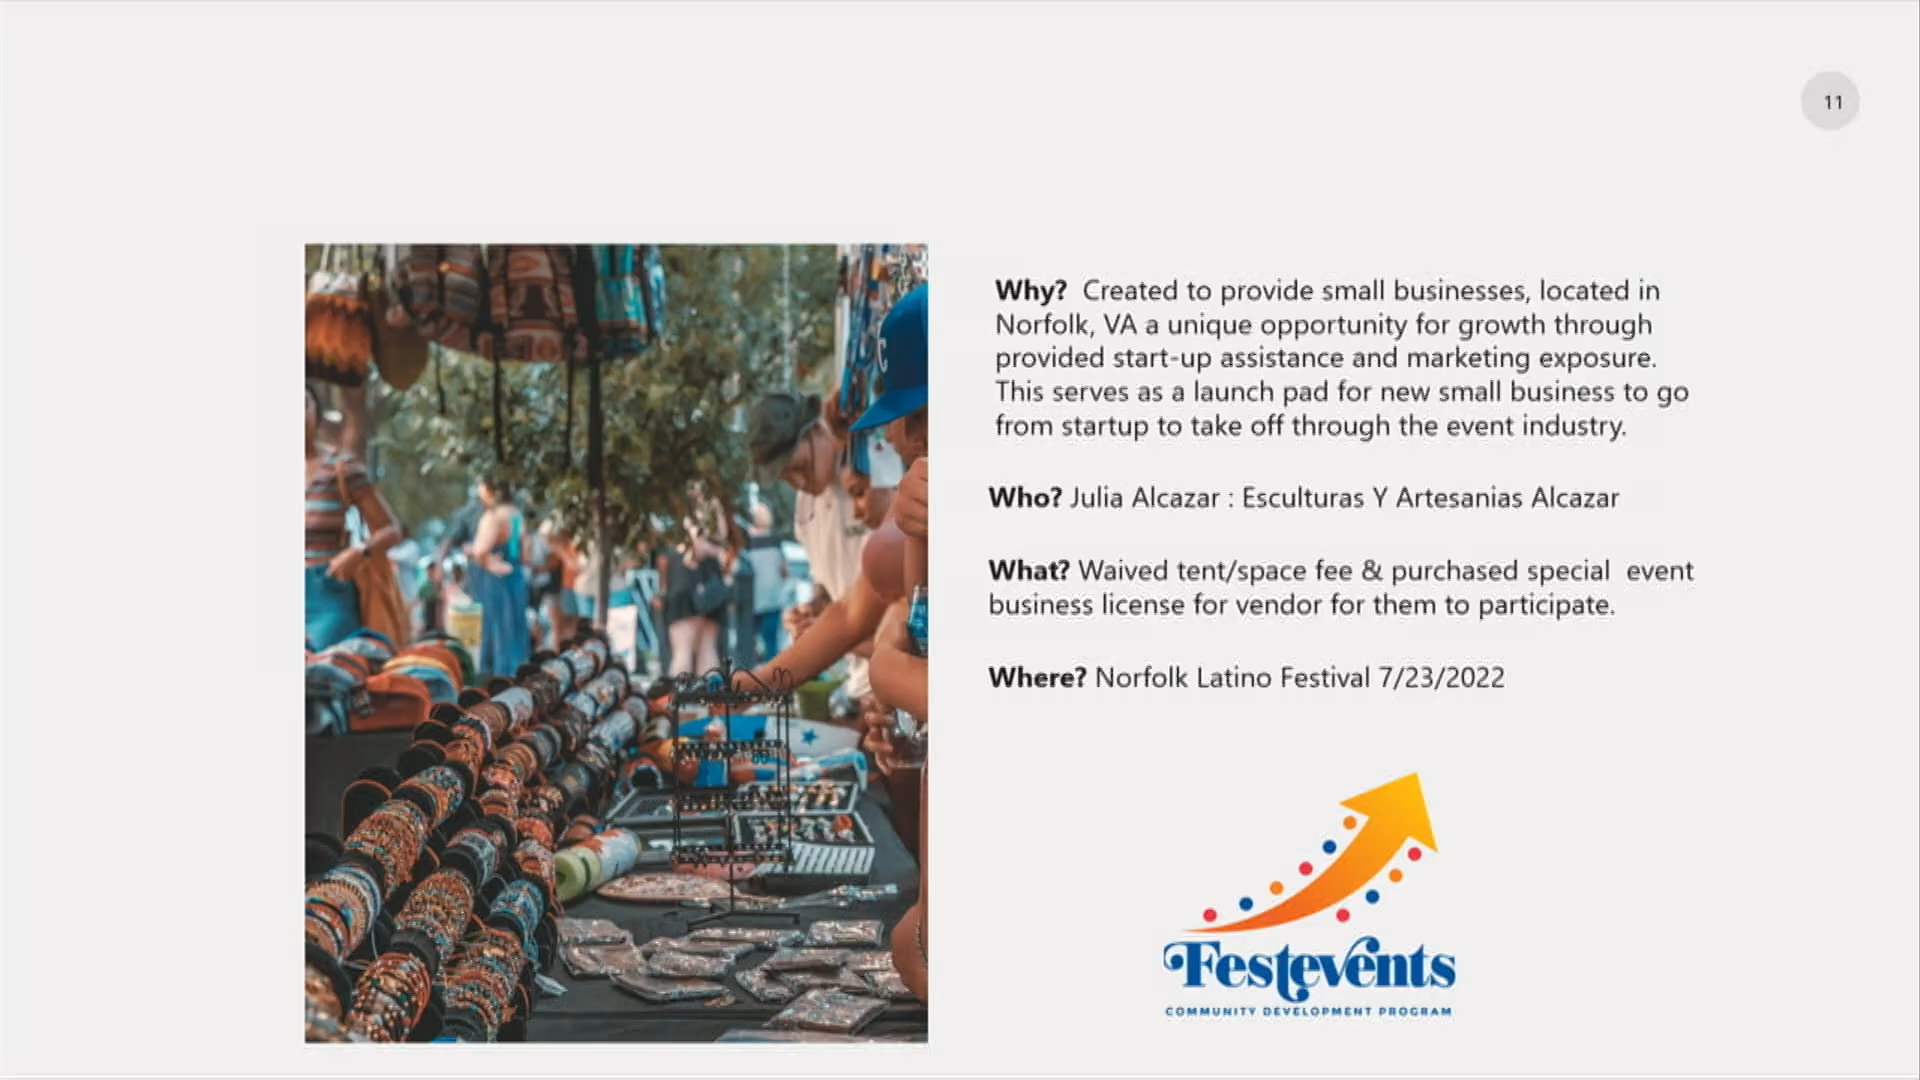 11
Why? Created to provide small businesses, located in
Norfolk, VA a unique opportunity for growth through
provided start-up assistance and marketing exposure.
This serves as a launch pad for new small business to go
from startup to take off through the event industry.
Who? Julia Alcazar : Esculturas Y Artesanias Alcazar
What? Waived tent/space fee & purchased special  event
business license for vendor for them to participate.
Where? Norfolk Latino Festival 7/23/2022
Festevents
COMMUNITY DEVELOPMENT PROGRAM